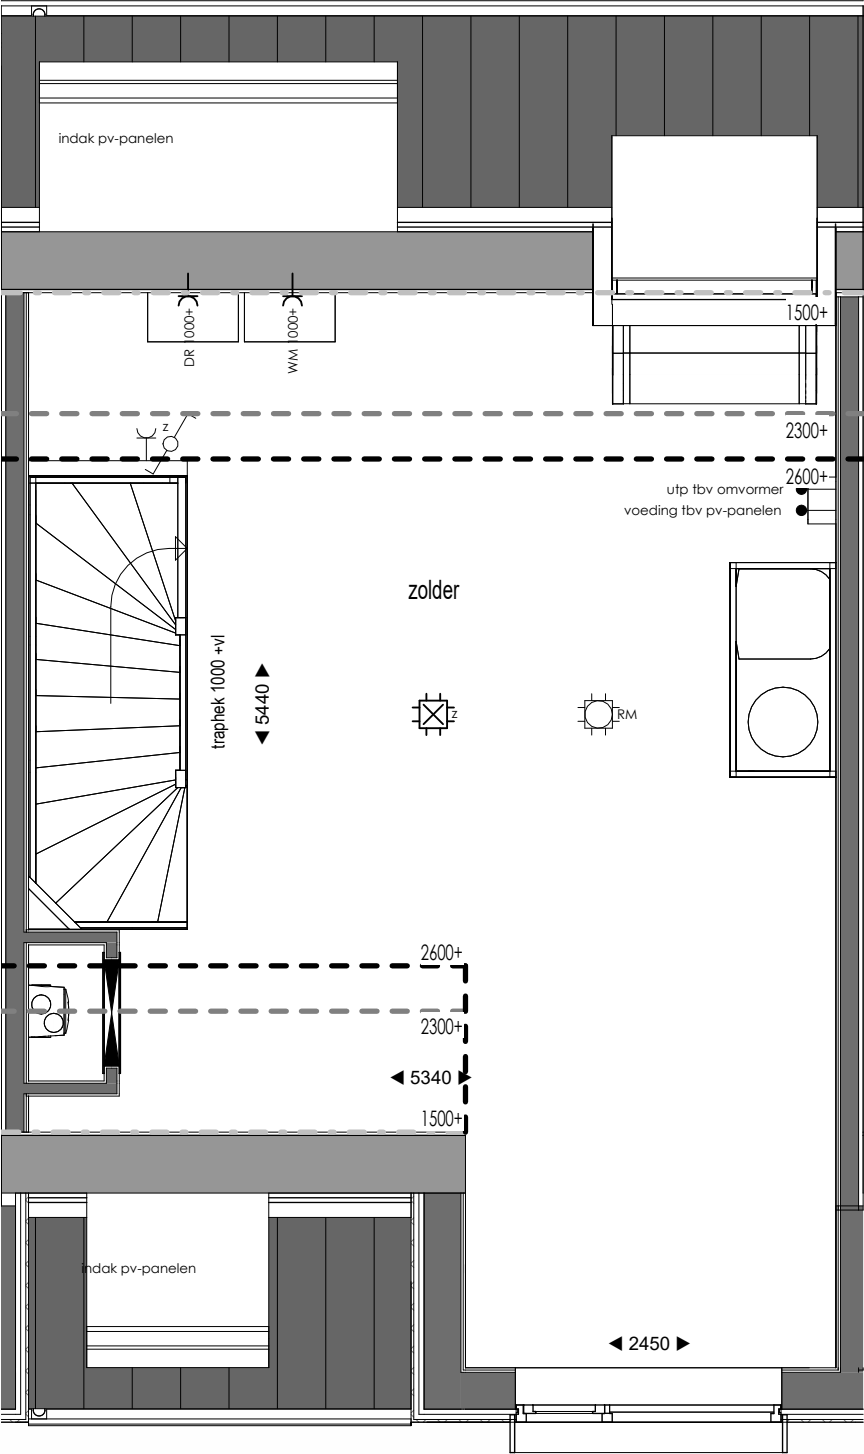 indak pv-panelen
1500+
DR 1000+
WM 1000+
z
2300+
2600+
utp tbv omvormer
voeding tbv pv-panelen
zolder
traphek 1000 +vl
5440
z
RM
2600+
2300+
5340
1500+
indak pv-panelen
2450